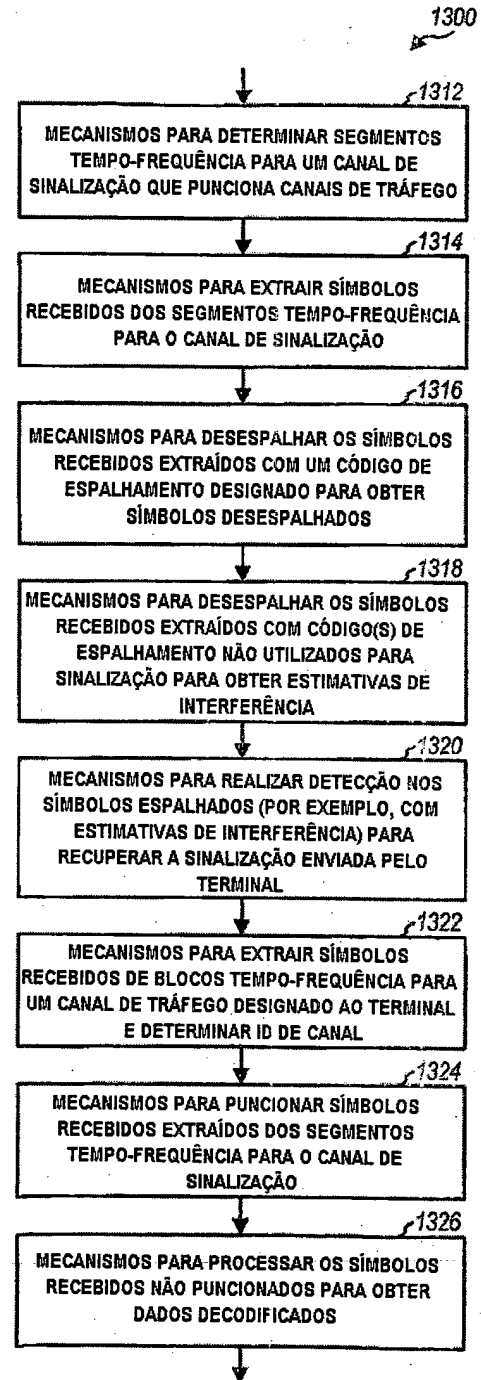 1300
1312
MECANISMOS PARA DETERMINAR SEGMENTOS
TEMPO-FREQUÊNCIA PARA UM CANAL DE
SINALIZAÇÃO QUE PUNCIONA CANAIS DE TRÁFEGO
1314
MECANISMOS PARA EXTRAIR SÍMBOLOS
RECEBIDOS DOS SEGMENTOS TEMPO-FREQUÊNCIA
PARA O CANAL DE SINALIZAÇÃO
1316
MECANISMOS PARA DESESPALHAR OS SÍMBOLOS
RECEBIDOS EXTRAÍDOS COM UM CÓDIGO DE
ESPALHAMENTO DESIGNADO PARA OBTER
SÍMBOLOS DESESPALHADOS
1318
MECANISMOS PARA DESESPALHAR OS SÍMBOLOS
RECEBIDOS EXTRAÍDOS COM CÓDIGO(S) DE
ESPALHAMENTO NÃO UTILIZADOS PARA
SINALIZAÇÃO PARA OBTER ESTIMATIVAS DE
INTERFERÊNCIA
1320
MECANISMOS PARA REALIZAR DETECÇÃO NOS
SÍMBOLOS ESPALHADOS (POR EXEMPLO, COM
ESTIMATIVAS DE INTERFERÊNCIA) PARA
RECUPERAR A SINALIZAÇÃO ENVIADA PELO
TERMINAL
1322
MECANISMOS PARA EXTRAIR SÍMBOLOS
RECEBIDOS DE BLOCOS TEMPO-FREQUÊNCIA PARA
UM CANAL DE TRÁFEGO DESIGNADO AO TERMINAL
E DETERMINAR ID DE CANAL
1324
MECANISMOS PARA PUNCIONAR SÍMBOLOS
RECEBIDOS EXTRAÍDOS DOS SEGMENTOS
TEMPO-FREQUÊNCIA PARA O CANAL DE
SINALIZAÇÃO
1326
MECANISMOS PARA PROCESSAR OS SÍMBOLOS
RECEBIDOS NÃO PUNCIONADOS PARA OBTER
DADOS DECODIFICADOS